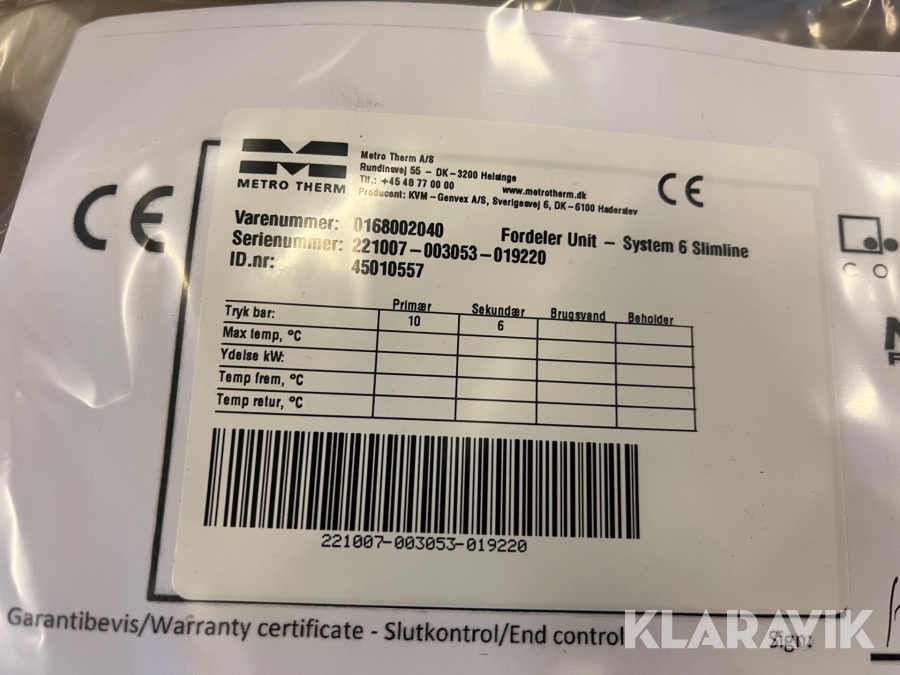 METRO THERM
Metro Therm A/S
Rundinsvej 55 - DK-3200 Helsinge
Tlf.: +45 48 77 00 00 www.metrotherm.dk
Producent: KVM-Genvex A/S, Sverigesvej 6, DK-6100 Haderslev
CE
CE
Varenummer: 0168002040 Fordeler Unit - System 6 Slimline
Serienummer: 221007-003053-019220
ID.nr: 45010557
Primær Sekundær Brugsvand Beholder
Tryk bar: 10 6
Max temp, °C
Ydelse kW:
Temp frem, °C
Temp retur, °C
221007-003053-019220
Garantibevis/Warranty certificate - Slutkontrol/End control Sign:
KLARAVIK